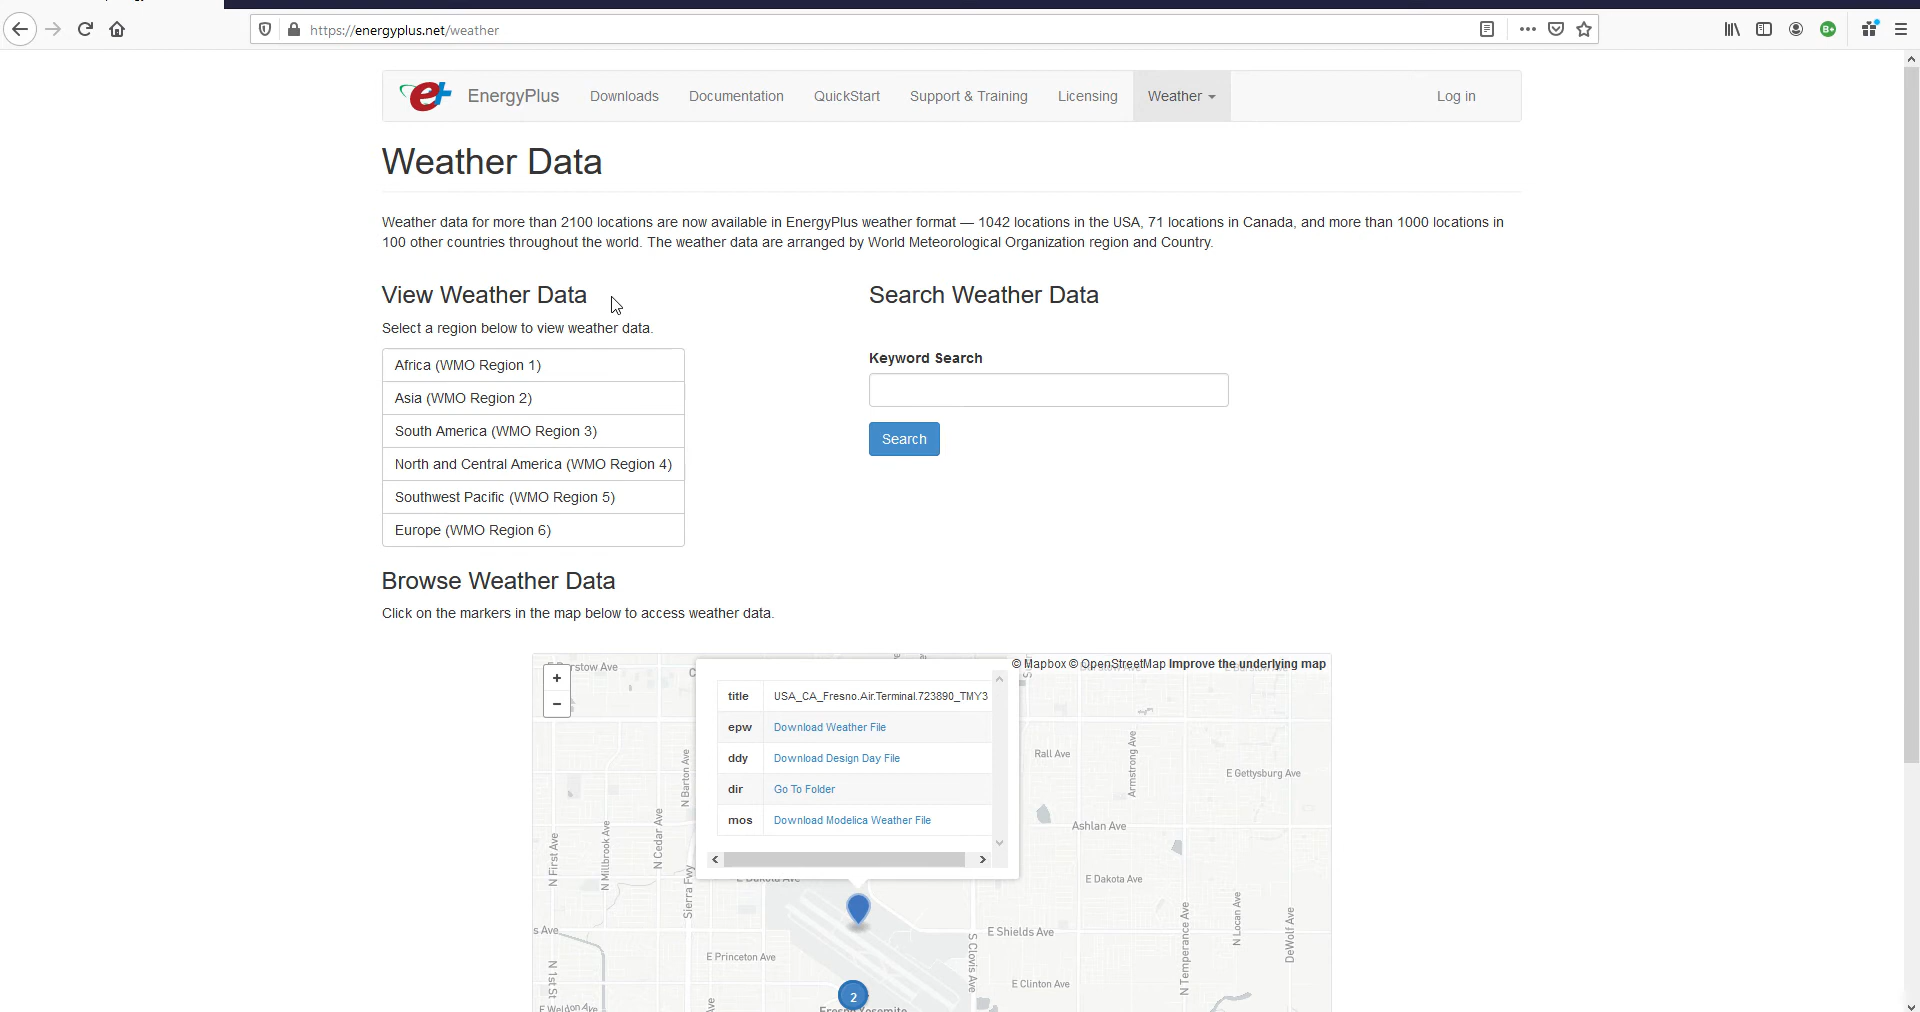 https://energyplus.net/weather
EnergyPlus Downloads Documentation QuickStart Support & Training Licensing Weather Log in
Weather Data
Weather data for more than 2100 locations are now available in EnergyPlus weather format — 1042 locations in the USA, 71 locations in Canada, and more than 1000 locations in
100 other countries throughout the world. The weather data are arranged by World Meteorological Organization region and Country.
View Weather Data
Select a region below to view weather data.
Africa (WMO Region 1)
Asia (WMO Region 2)
South America (WMO Region 3)
North and Central America (WMO Region 4)
Southwest Pacific (WMO Region 5)
Europe (WMO Region 6)
Search Weather Data
Keyword Search
Search
Browse Weather Data
Click on the markers in the map below to access weather data.
+
−
© Mapbox © OpenStreetMap Improve the underlying map
title USA_CA_Fresno.Air.Terminal.723890_TMY3
epw Download Weather File
ddy Download Design Day File
dir Go To Folder
mos Download Modelica Weather File
Rall Ave
Armstrong Ave
E Gettysburg Ave
N Barton Ave
Ashlan Ave
N First Ave
N Millbrook Ave
N Cedar Ave
Sierra Fwy
E Dakota Ave
E Dakota Ave
s Ave
E Shields Ave
N Temperance Ave
N Locan Ave
DeWolf Ave
E Princeton Ave
S Clovis Ave
N 1st St
E Clinton Ave
2
Fresno Yosemite
E Weldon Ave